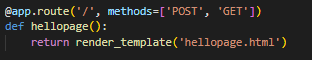 @app.route('/', methods=['POST', 'GET'])
def hellopage():
    return render_template('hellopage.html')